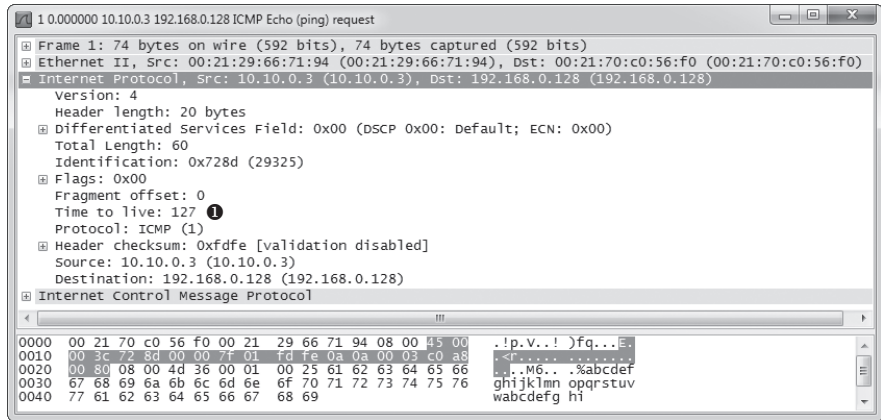 1 0.000000 10.10.0.3 192.168.0.128 ICMP Echo (ping) request
Frame 1: 74 bytes on wire (592 bits), 74 bytes captured (592 bits)
Ethernet II, Src: 00:21:29:66:71:94 (00:21:29:66:71:94), Dst: 00:21:70:c0:56:f0 (00:21:70:c0:56:f0)
Internet Protocol, Src: 10.10.0.3 (10.10.0.3), Dst: 192.168.0.128 (192.168.0.128)
Version: 4
Header length: 20 bytes
Differentiated Services Field: 0x00 (DSCP 0x00: Default; ECN: 0x00)
Total Length: 60
Identification: 0x728d (29325)
Flags: 0x00
Fragment offset: 0
Time to live: 127 ❶
Protocol: ICMP (1)
Header checksum: 0xfdfe [validation disabled]
Source: 10.10.0.3 (10.10.0.3)
Destination: 192.168.0.128 (192.168.0.128)
Internet Control Message Protocol
0000 00 21 70 c0 56 f0 00 21 29 66 71 94 08 00 45 00 .!p.V..! )fq...E.
0010 00 3c 72 8d 00 00 7f 01 fd fe 0a 0a 00 03 c0 a8 .<r..... ........
0020 00 80 08 00 4d 36 00 01 00 25 61 62 63 64 65 66 ....M6.. .%abcdef
0030 67 68 69 6a 6b 6c 6d 6e 6f 70 71 72 73 74 75 76 ghijklmn opqrstuv
0040 77 61 62 63 64 65 66 67 68 69 wabcdefg hi